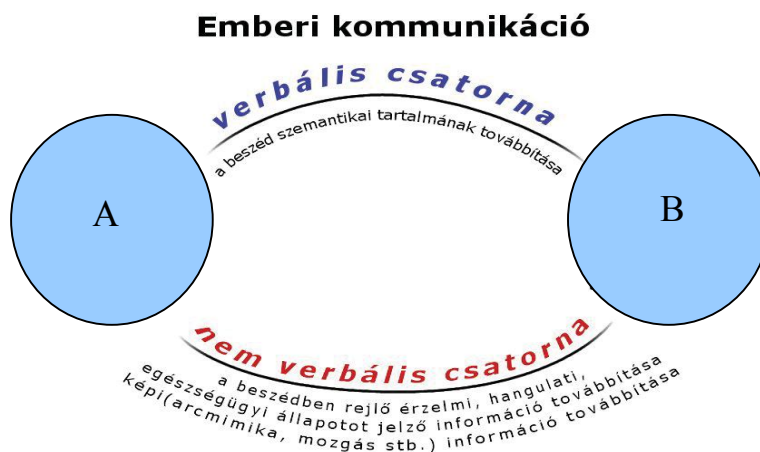 Emberi kommunikáció
verbális csatorna
a beszéd szemantikai tartalmának továbbítása
A
B
nem verbális csatorna
a beszédben rejlő érzelmi, hangulati,
egészségügyi állapotot jelző információ továbbítása
képi(arcmimika, mozgás stb.) információ továbbítása